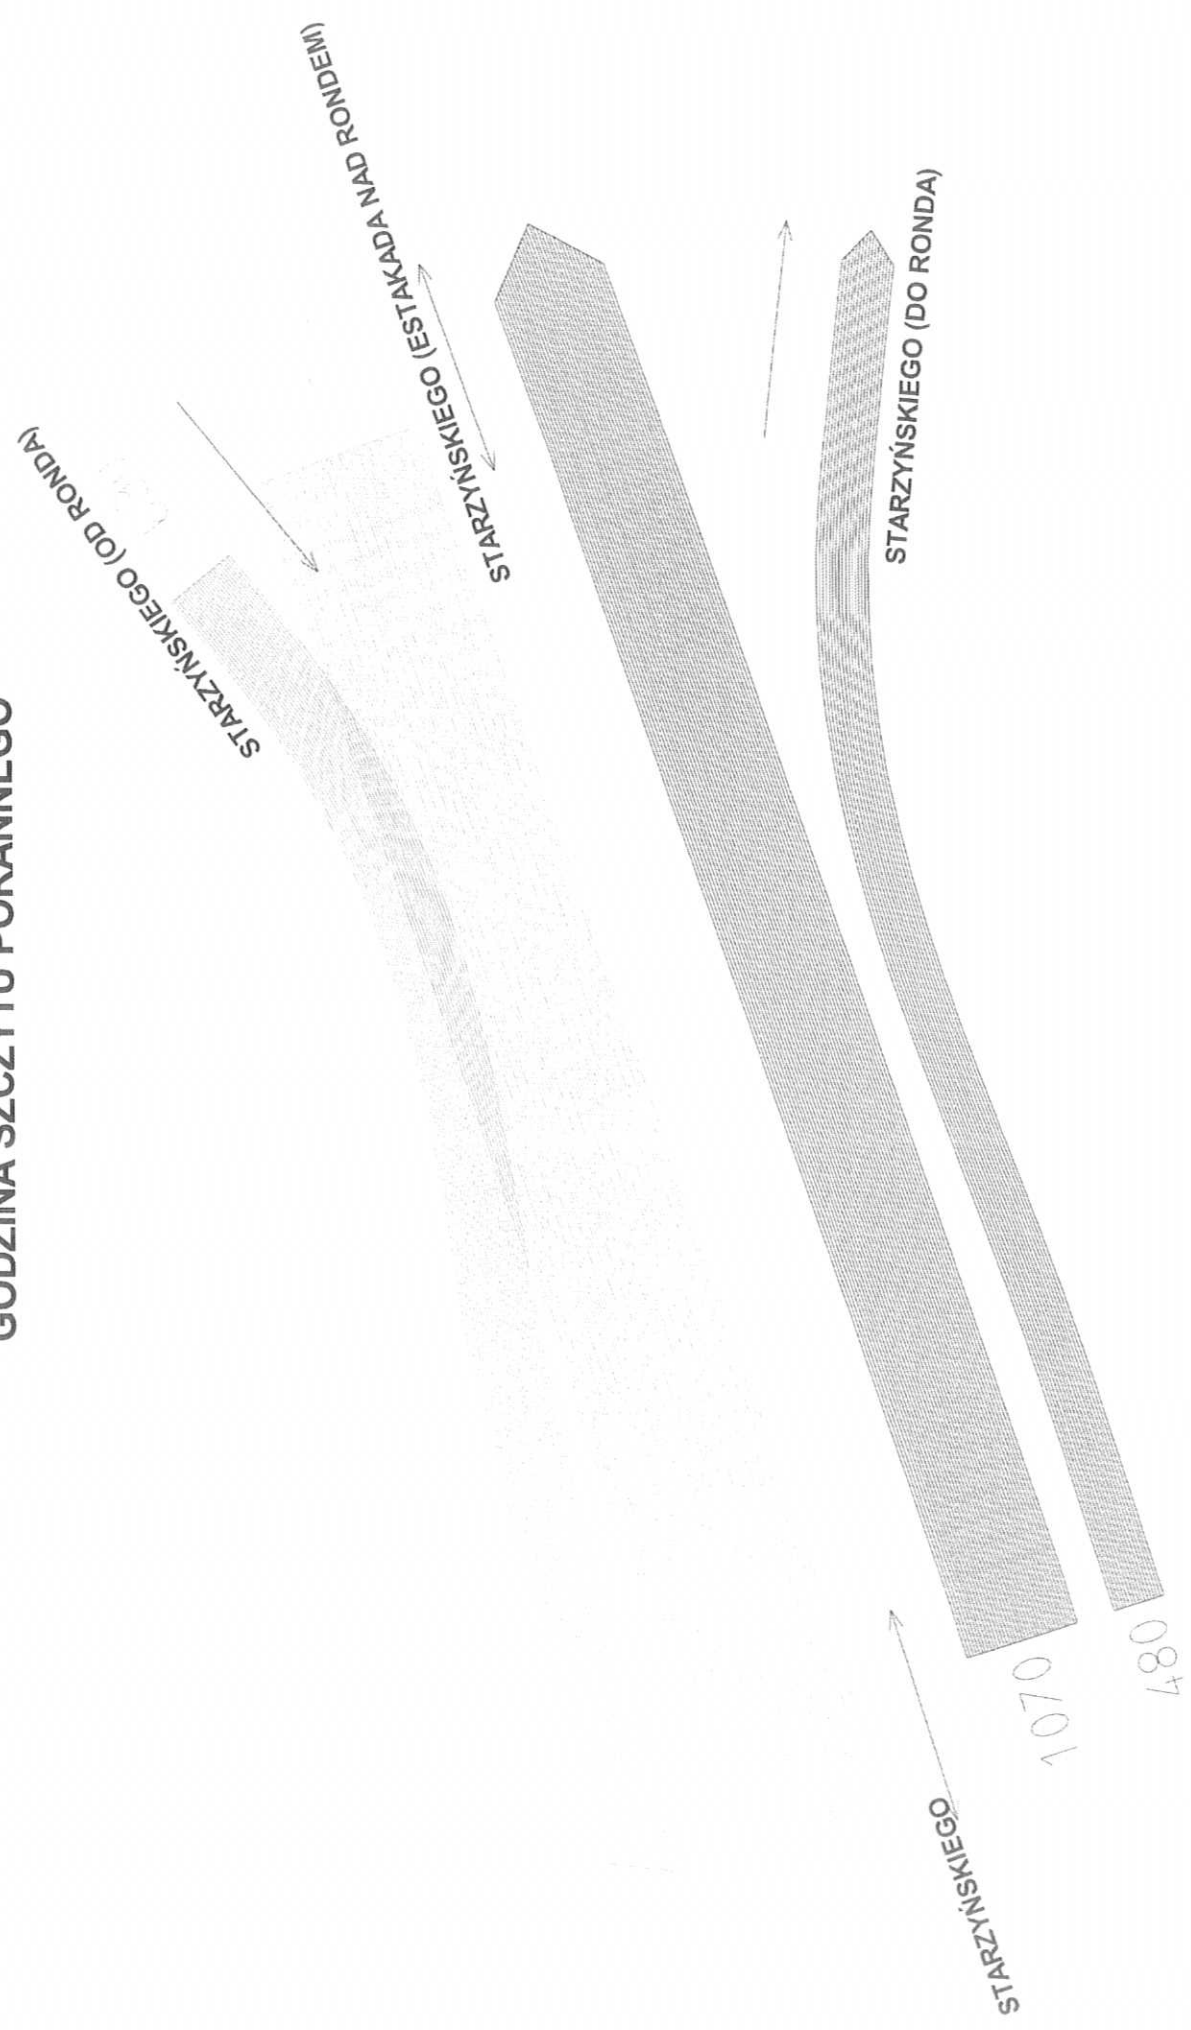 GODZINA SZCZYTU PORANNEGO
STARZYŃSKIEGO (OD RONDA)
STARZYŃSKIEGO (ESTAKADA NAD RONDEM)
STARZYŃSKIEGO (DO RONDA)
STARZYŃSKIEGO
1070
480